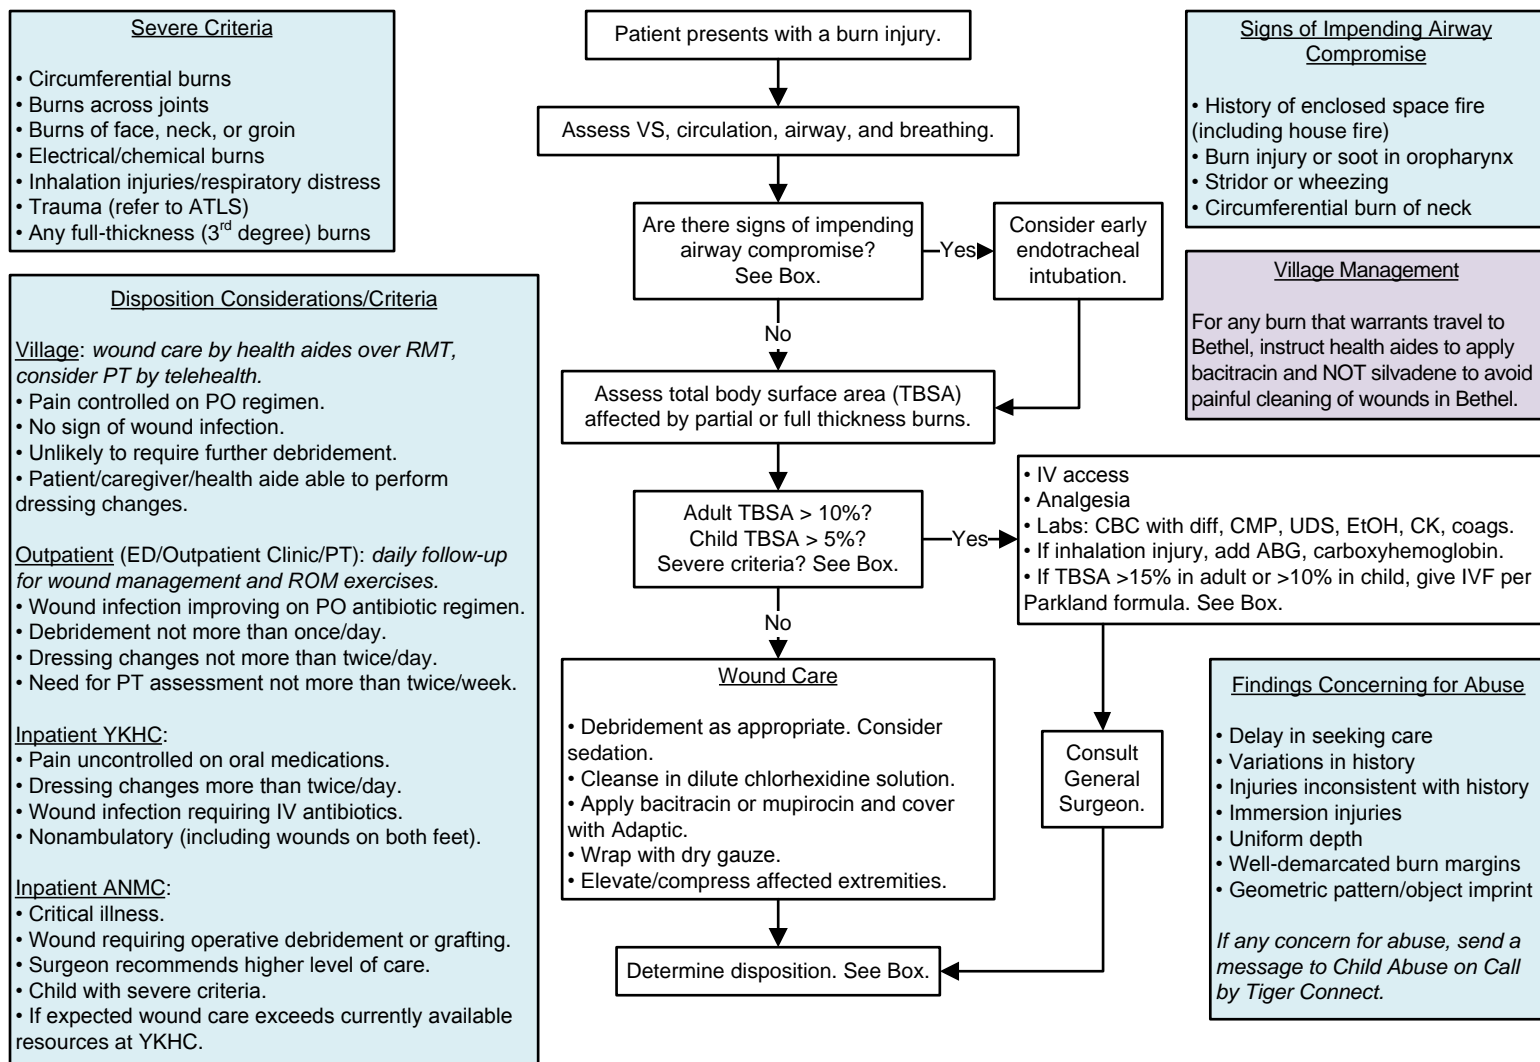 Severe Criteria
• Circumferential burns
• Burns across joints
• Burns of face, neck, or groin
• Electrical/chemical burns
• Inhalation injuries/respiratory distress
• Trauma (refer to ATLS)
• Any full-thickness (3rd degree) burns
Patient presents with a burn injury.
Assess VS, circulation, airway, and breathing.
Are there signs of impending
airway compromise?
See Box.
Yes
Consider early
endotracheal
intubation.
No
Signs of Impending Airway
Compromise
• History of enclosed space fire
(including house fire)
• Burn injury or soot in oropharynx
• Stridor or wheezing
• Circumferential burn of neck
Village Management
For any burn that warrants travel to
Bethel, instruct health aides to apply
bacitracin and NOT silvadene to avoid
painful cleaning of wounds in Bethel.
Disposition Considerations/Criteria
Village: wound care by health aides over RMT,
consider PT by telehealth.
• Pain controlled on PO regimen.
• No sign of wound infection.
• Unlikely to require further debridement.
• Patient/caregiver/health aide able to perform
dressing changes.
Outpatient (ED/Outpatient Clinic/PT): daily follow-up
for wound management and ROM exercises.
• Wound infection improving on PO antibiotic regimen.
• Debridement not more than once/day.
• Dressing changes not more than twice/day.
• Need for PT assessment not more than twice/week.
Inpatient YKHC:
• Pain uncontrolled on oral medications.
• Dressing changes more than twice/day.
• Wound infection requiring IV antibiotics.
• Nonambulatory (including wounds on both feet).
Inpatient ANMC:
• Critical illness.
• Wound requiring operative debridement or grafting.
• Surgeon recommends higher level of care.
• Child with severe criteria.
• If expected wound care exceeds currently available
resources at YKHC.
Assess total body surface area (TBSA)
affected by partial or full thickness burns.
Adult TBSA > 10%?
Child TBSA > 5%?
Severe criteria? See Box.
Yes
• IV access
• Analgesia
• Labs: CBC with diff, CMP, UDS, EtOH, CK, coags.
• If inhalation injury, add ABG, carboxyhemoglobin.
• If TBSA >15% in adult or >10% in child, give IVF per
Parkland formula. See Box.
No
Wound Care
• Debridement as appropriate. Consider
sedation.
• Cleanse in dilute chlorhexidine solution.
• Apply bacitracin or mupirocin and cover
with Adaptic.
• Wrap with dry gauze.
• Elevate/compress affected extremities.
Consult
General
Surgeon.
Determine disposition. See Box.
Findings Concerning for Abuse
• Delay in seeking care
• Variations in history
• Injuries inconsistent with history
• Immersion injuries
• Uniform depth
• Well-demarcated burn margins
• Geometric pattern/object imprint
If any concern for abuse, send a
message to Child Abuse on Call
by Tiger Connect.